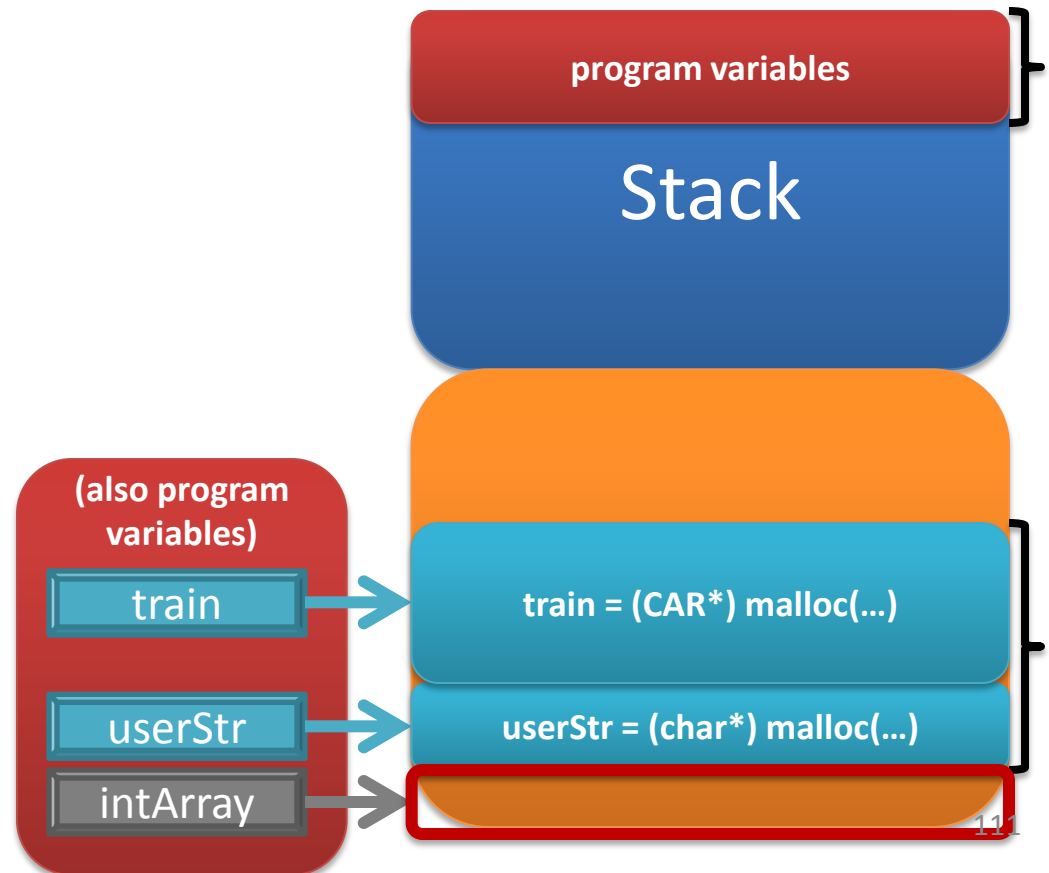 program variables
Stack
(also program
variables)
train
train = (CAR*) malloc(…)
userStr
userStr = (char*) malloc(…)
intArray
111